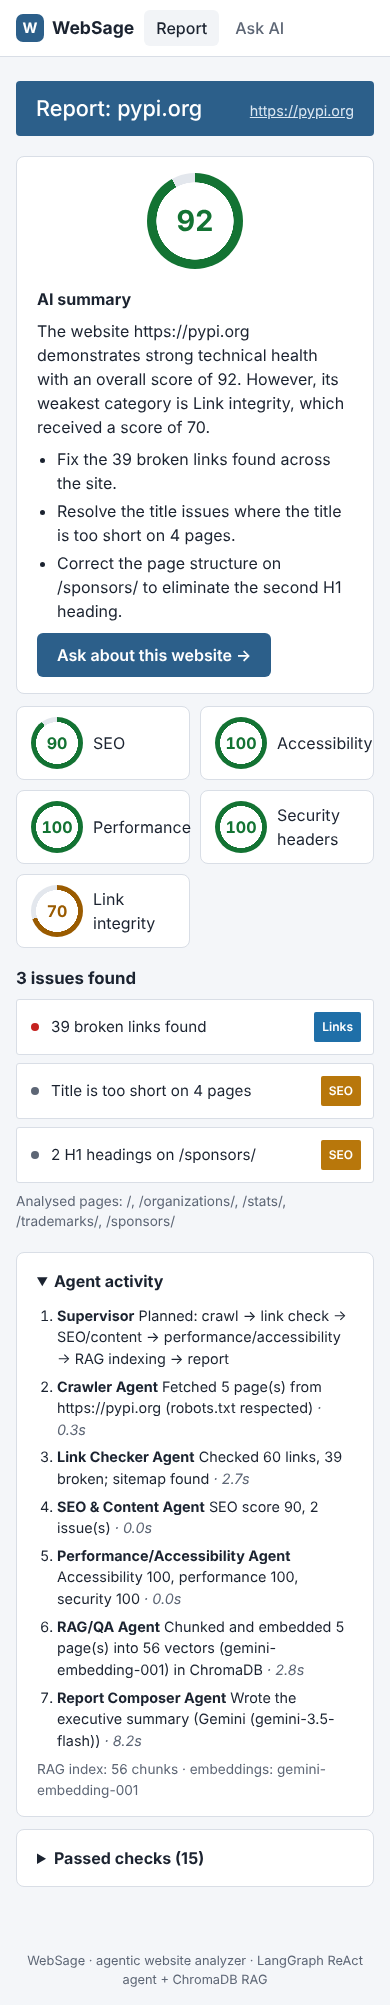 W WebSage Report Ask AI
Report: pypi.org https://pypi.org
92
AI summary
The website https://pypi.org
demonstrates strong technical health
with an overall score of 92. However, its
weakest category is Link integrity, which
received a score of 70.
• Fix the 39 broken links found across
the site.
• Resolve the title issues where the title
is too short on 4 pages.
• Correct the page structure on
/sponsors/ to eliminate the second H1
heading.
Ask about this website →
90 SEO
100 Accessibility
100 Performance
100 Security
headers
70 Link
integrity
3 issues found
39 broken links found Links
Title is too short on 4 pages SEO
2 H1 headings on /sponsors/ SEO
Analysed pages: /, /organizations/, /stats/,
/trademarks/, /sponsors/
▼ Agent activity
1. Supervisor Planned: crawl → link check →
SEO/content → performance/accessibility
→ RAG indexing → report
2. Crawler Agent Fetched 5 page(s) from
https://pypi.org (robots.txt respected) ·
0.3s
3. Link Checker Agent Checked 60 links, 39
broken; sitemap found · 2.7s
4. SEO & Content Agent SEO score 90, 2
issue(s) · 0.0s
5. Performance/Accessibility Agent
Accessibility 100, performance 100,
security 100 · 0.0s
6. RAG/QA Agent Chunked and embedded 5
page(s) into 56 vectors (gemini-
embedding-001) in ChromaDB · 2.8s
7. Report Composer Agent Wrote the
executive summary (Gemini (gemini-3.5-
flash)) · 8.2s
RAG index: 56 chunks · embeddings: gemini-
embedding-001
▶ Passed checks (15)
WebSage · agentic website analyzer · LangGraph ReAct
agent + ChromaDB RAG